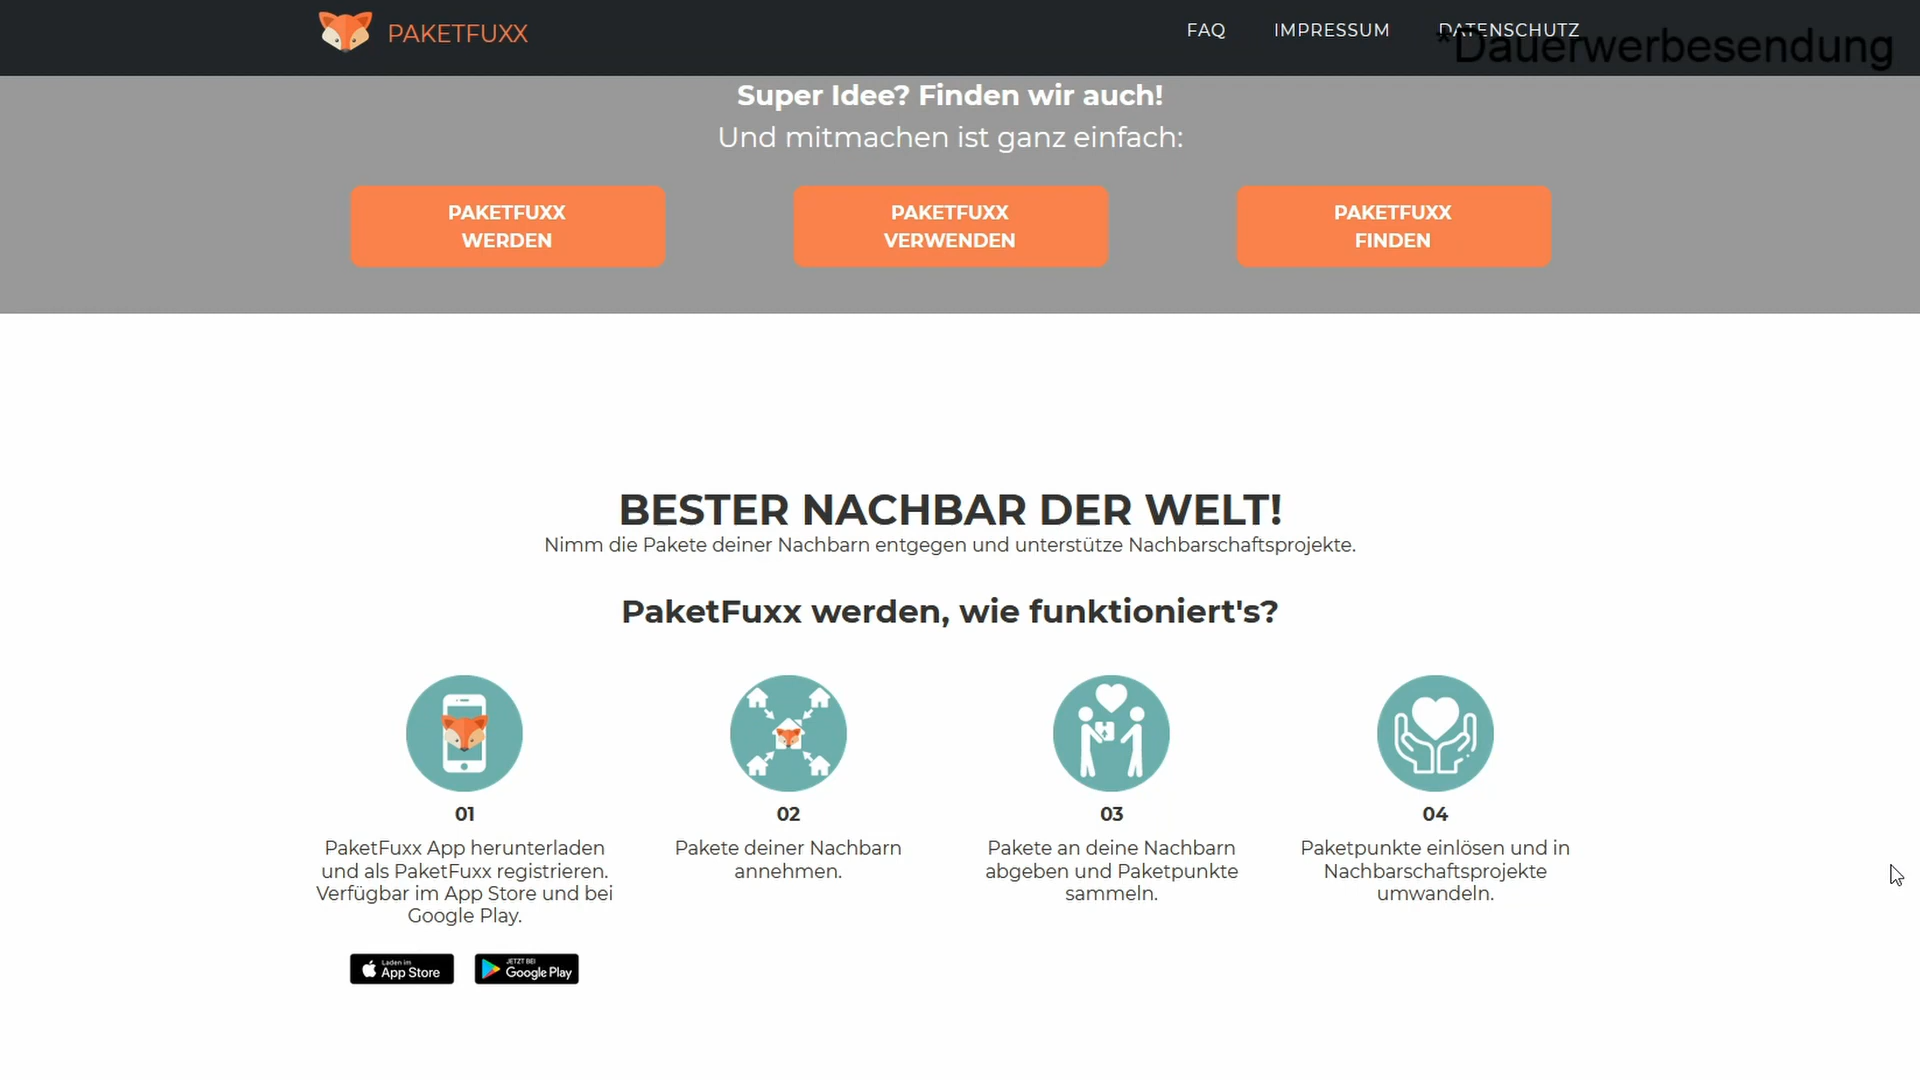 PAKETFUXX
FAQ
IMPRESSUM
DATENSCHUTZ
*Dauerwerbesendung
Super Idee? Finden wir auch!
Und mitmachen ist ganz einfach:
PAKETFUXX
WERDEN
PAKETFUXX
VERWENDEN
PAKETFUXX
FINDEN
BESTER NACHBAR DER WELT!
Nimm die Pakete deiner Nachbarn entgegen und unterstütze Nachbarschaftsprojekte.
PaketFuxx werden, wie funktioniert's?
01
PaketFuxx App herunterladen
und als PaketFuxx registrieren.
Verfügbar im App Store und bei
Google Play.
Laden im
App Store
JETZT BEI
Google Play
02
Pakete deiner Nachbarn
annehmen.
03
Pakete an deine Nachbarn
abgeben und Paketpunkte
sammeln.
04
Paketpunkte einlösen und in
Nachbarschaftsprojekte
umwandeln.